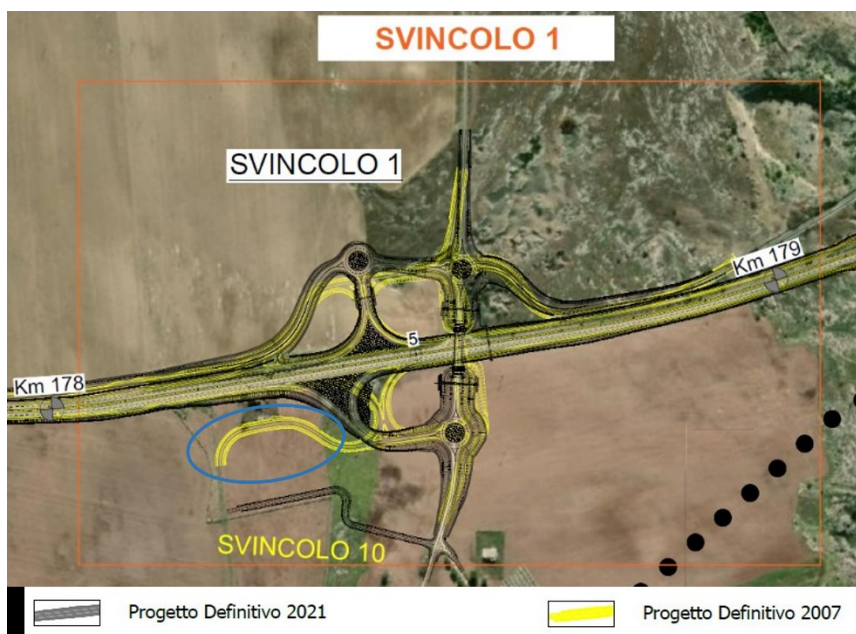 SVINCOLO 1
SVINCOLO 1
Km 179
5
Km 178
SVINCOLO 10
Progetto Definitivo 2021
Progetto Definitivo 2007